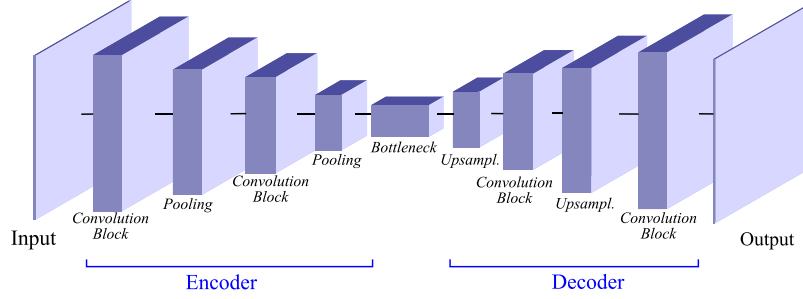 Input
Convolution
Block
Pooling
Convolution
Block
Pooling
Bottleneck
Upsampl.
Convolution
Block
Upsampl.
Convolution
Block
Output
Encoder
Decoder